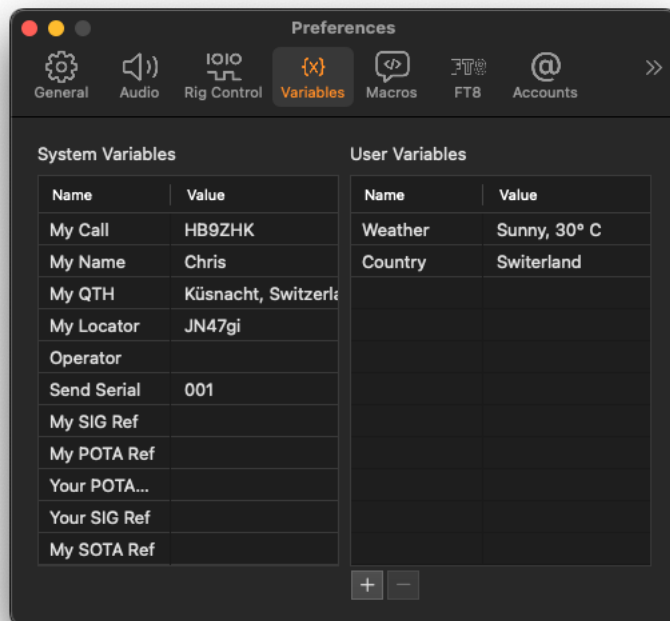 Preferences
General Audio Rig Control Variables Macros FT8 Accounts
System Variables
Name Value
My Call HB9ZHK
My Name Chris
My QTH Küsnacht, Switzerla
My Locator JN47gi
Operator
Send Serial 001
My SIG Ref
My POTA Ref
Your POTA...
Your SIG Ref
My SOTA Ref
User Variables
Name Value
Weather Sunny, 30° C
Country Switerland